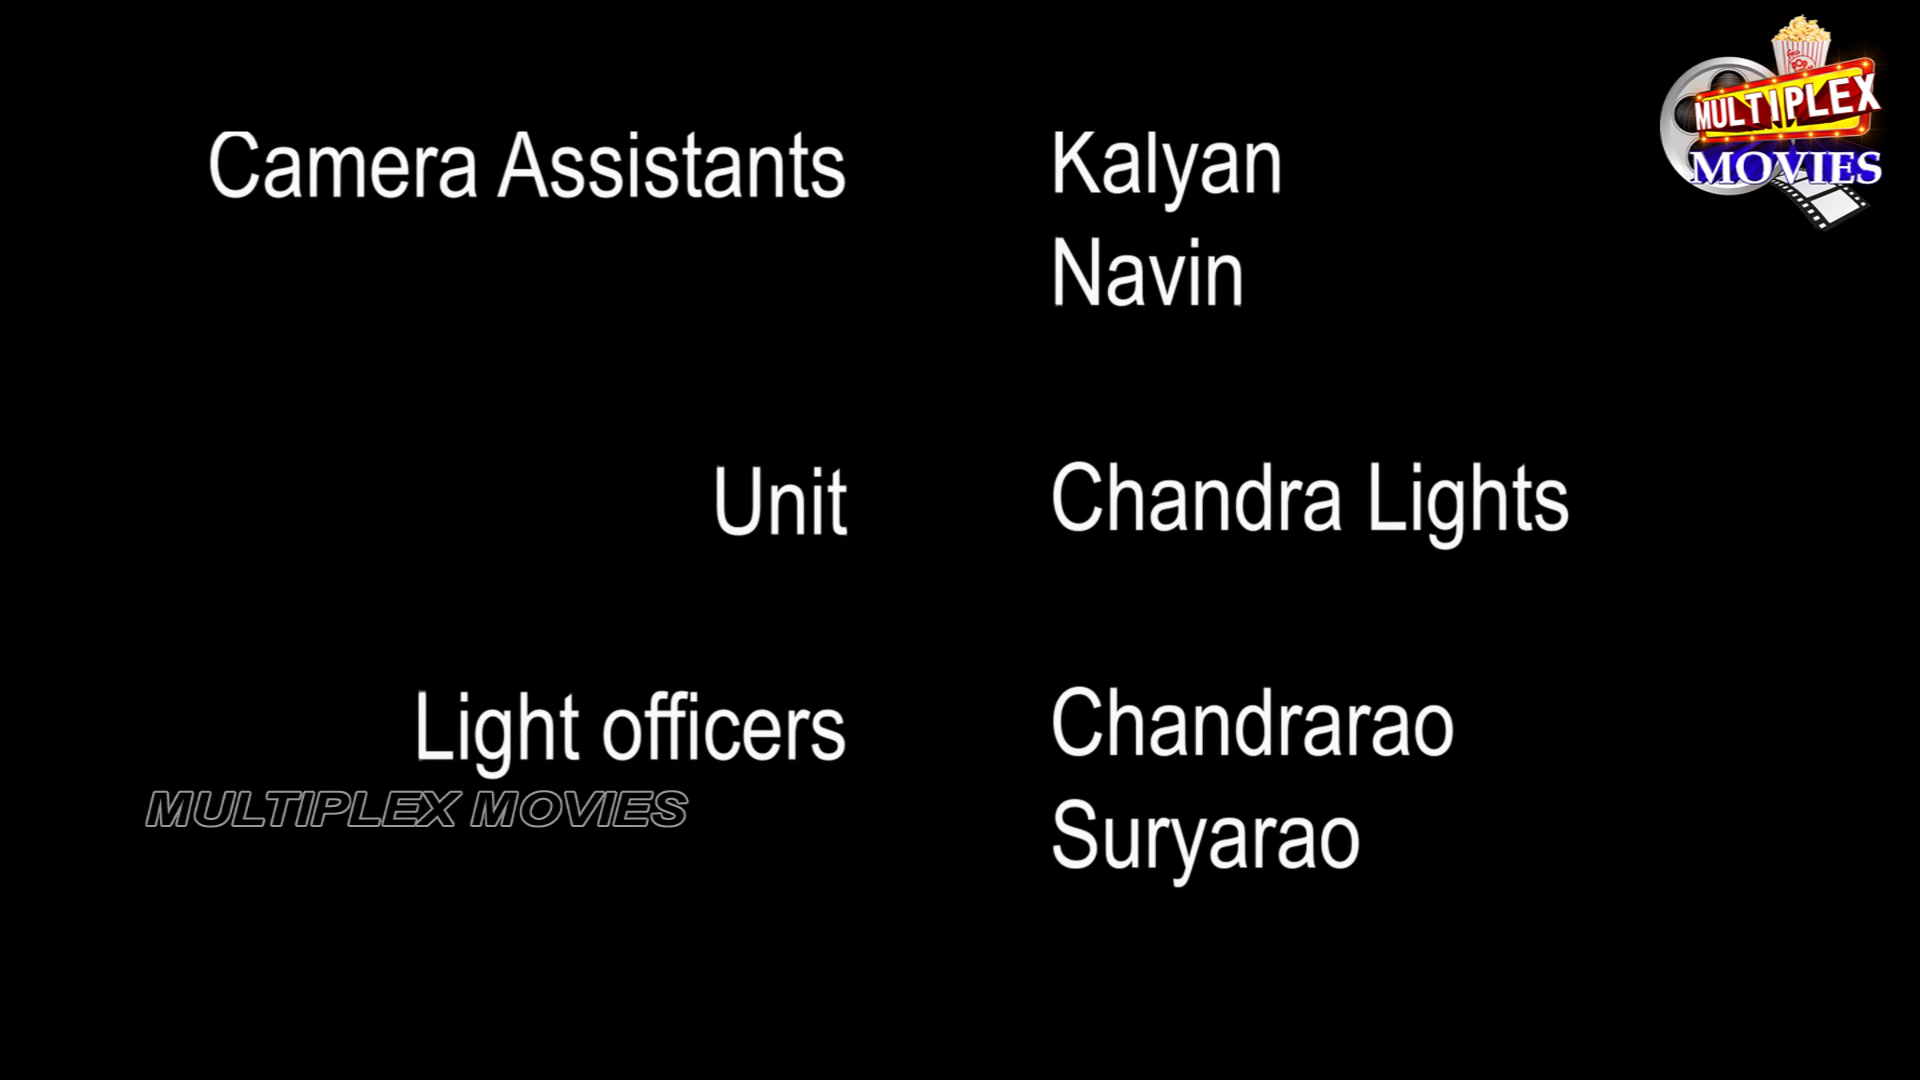 MULTIPLEX
MOVIES
Camera Assistants Kalyan
Navin
Unit Chandra Lights
Light officers Chandrarao
MULTIPLEX MOVIES
Suryarao